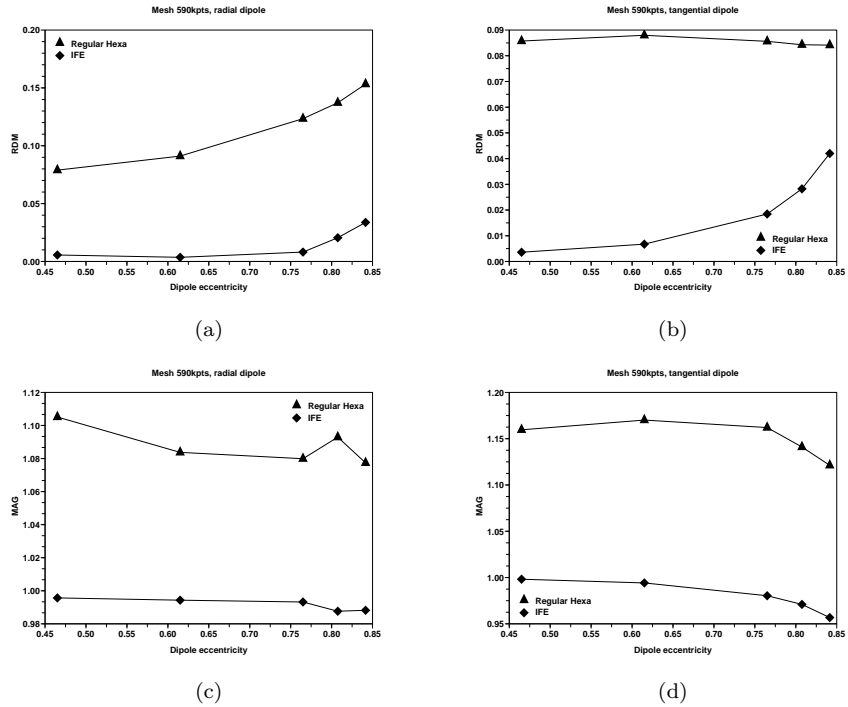 Mesh 590kpts, radial dipole
0.20
0.15
0.10
0.05
0.00
RDM
Regular Hexa
IFE
0.45 0.50 0.55 0.60 0.65 0.70 0.75 0.80 0.85
Dipole eccentricity
(a)
Mesh 590kpts, tangential dipole
0.09
0.08
0.07
0.06
0.05
0.04
0.03
0.02
0.01
0.00
RDM
Regular Hexa
IFE
0.45 0.50 0.55 0.60 0.65 0.70 0.75 0.80 0.85
Dipole eccentricity
(b)
Mesh 590kpts, radial dipole
1.12
1.10
1.08
1.06
1.04
1.02
1.00
0.98
MAG
Regular Hexa
IFE
0.45 0.50 0.55 0.60 0.65 0.70 0.75 0.80 0.85
Dipole eccentricity
(c)
Mesh 590kpts, tangential dipole
1.20
1.15
1.10
1.05
1.00
0.95
MAG
Regular Hexa
IFE
0.45 0.50 0.55 0.60 0.65 0.70 0.75 0.80 0.85
Dipole eccentricity
(d)